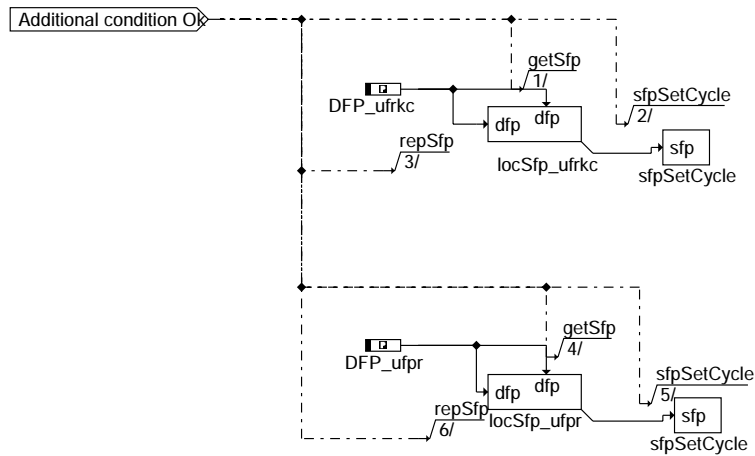 Additional condition Ok
getSfp
1/
DFP_ufrkc
sfpSetCycle
2/
dfp
dfp
repSfp
3/
locSfp_ufrkc
sfp
sfpSetCycle
getSfp
4/
DFP_ufpr
sfpSetCycle
5/
dfp
dfp
repSfp
6/
locSfp_ufpr
sfp
sfpSetCycle